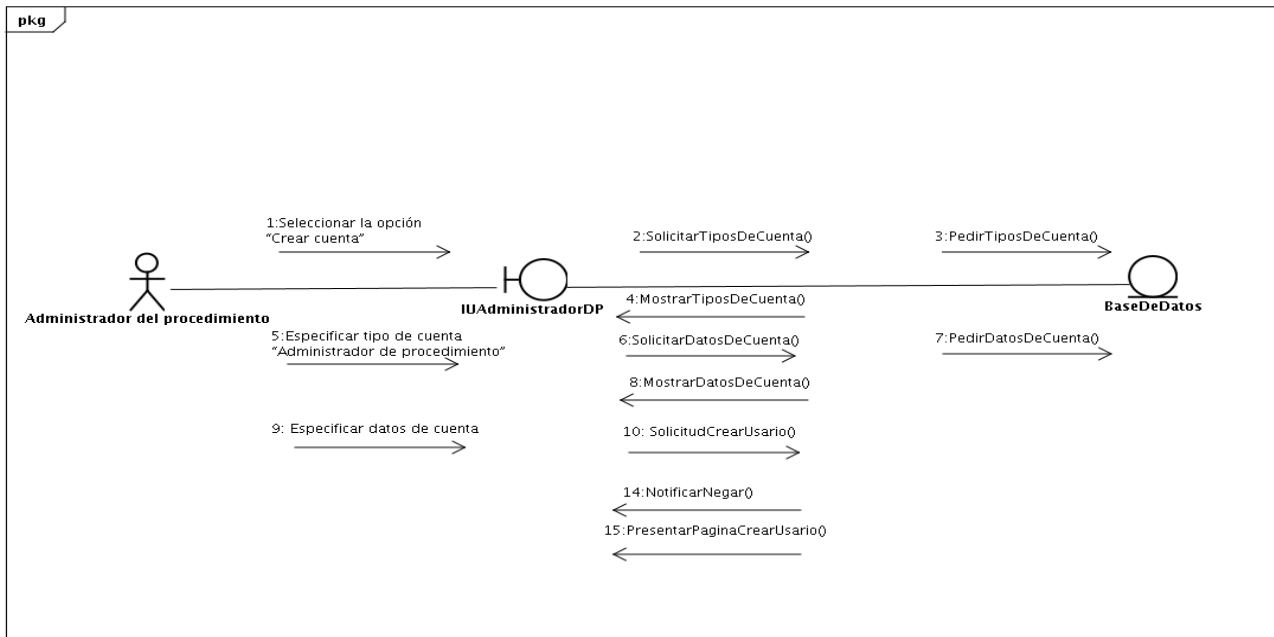 pkg
1:Seleccionar la opción
“Crear cuenta”
2:SolicitarTiposDeCuenta()
3:PedirTiposDeCuenta()
Administrador del procedimiento
IUAdministradorDP
4:MostrarTiposDeCuenta()
BaseDeDatos
5:Especificar tipo de cuenta
“Administrador de procedimiento”
6:SolicitarDatosDeCuenta()
7:PedirDatosDeCuenta()
8:MostrarDatosDeCuenta()
9: Especificar datos de cuenta
10: SolicitudCrearUsario()
14:NotificarNegar()
15:PresentarPaginaCrearUsario()